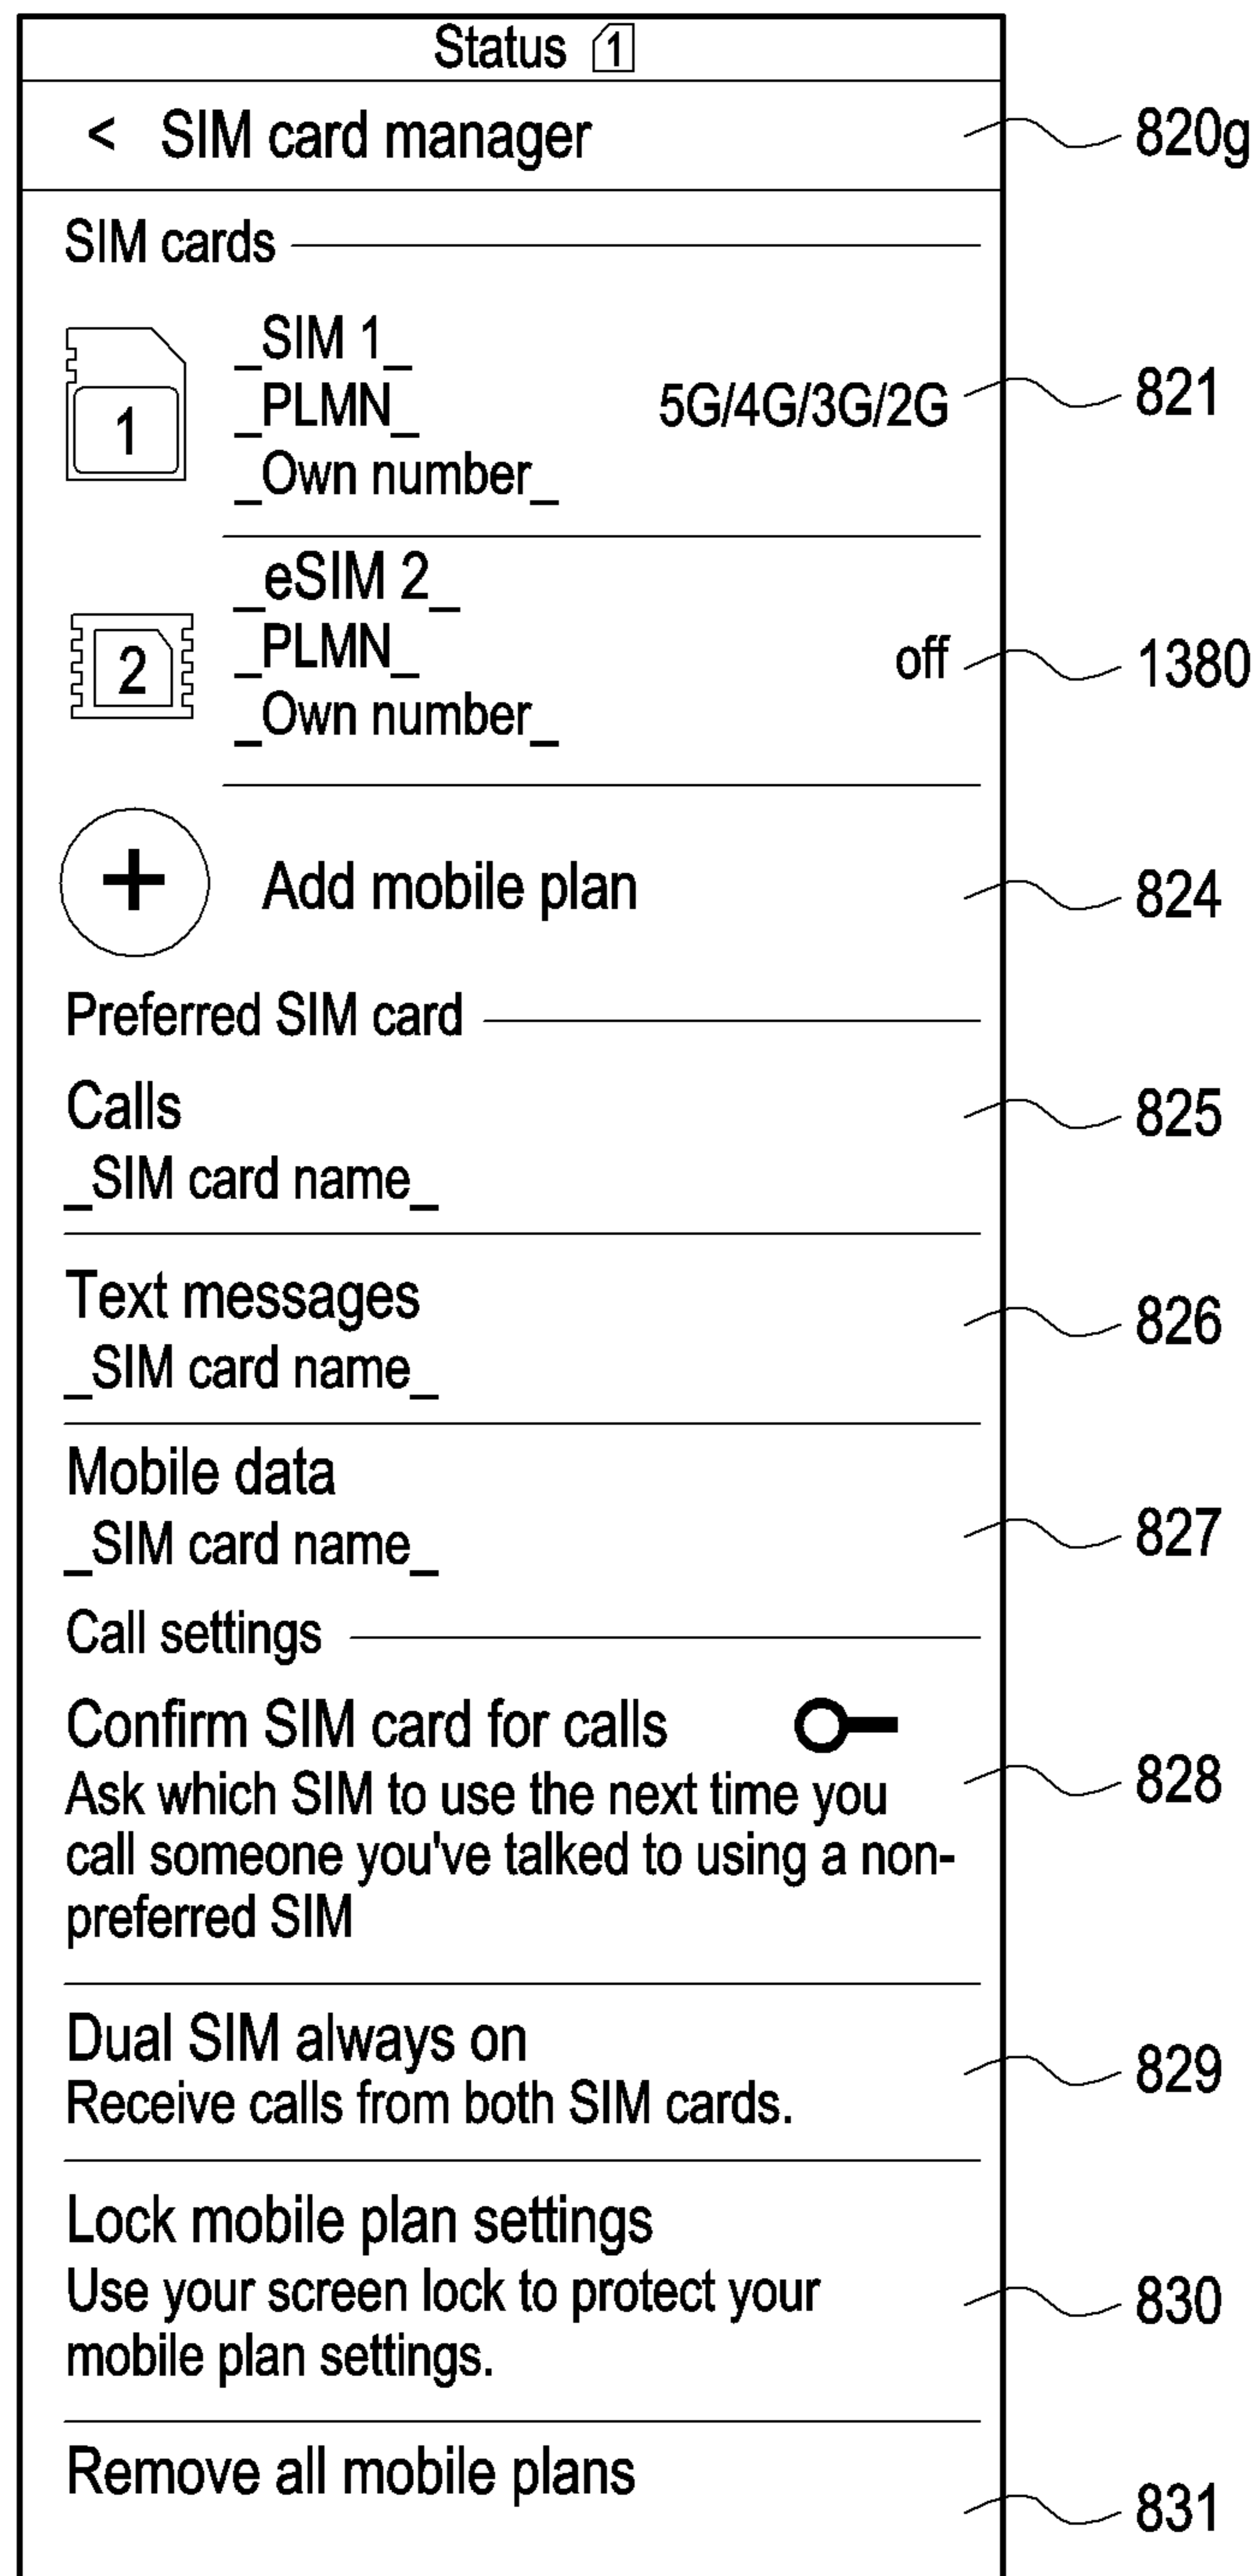 Status 1
< SIM card manager 820g
SIM cards
_SIM 1_
1 _PLMN_ 5G/4G/3G/2G 821
_Own number_
_eSIM 2_
2 _PLMN_ off 1380
_Own number_
+ Add mobile plan 824
Preferred SIM card
Calls 825
_SIM card name_
Text messages 826
_SIM card name_
Mobile data
_SIM card name_ 827
Call settings
Confirm SIM card for calls
Ask which SIM to use the next time you 828
call someone you've talked to using a non-
preferred SIM
Dual SIM always on 829
Receive calls from both SIM cards.
Lock mobile plan settings
Use your screen lock to protect your 830
mobile plan settings.
Remove all mobile plans
831